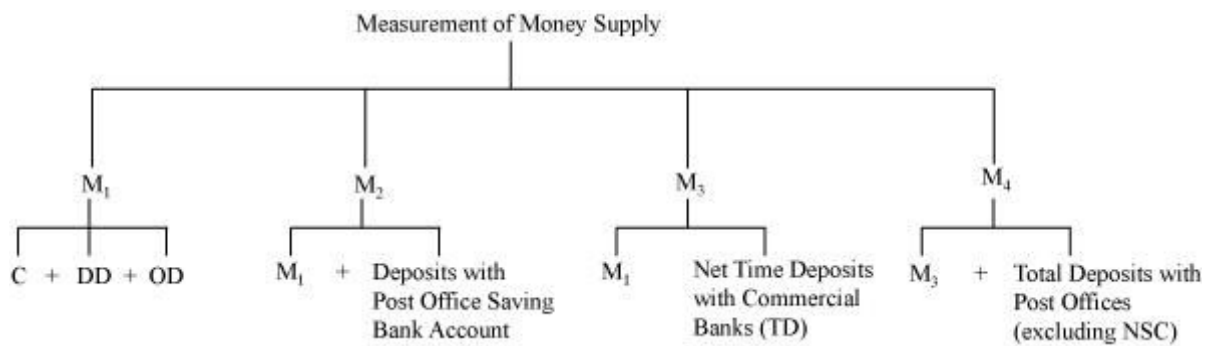 Measurement of Money Supply
M₁ M₂ M₃ M₄
C + DD + OD
M₁ + Deposits with
Post Office Saving
Bank Account
M₁ Net Time Deposits
with Commercial
Banks (TD)
M₃ + Total Deposits with
Post Offices
(excluding NSC)